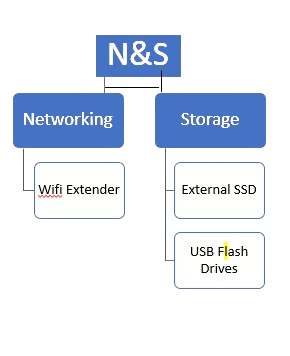 N&S
Networking
Storage
Wifi Extender
External SSD
USB Flash
Drives